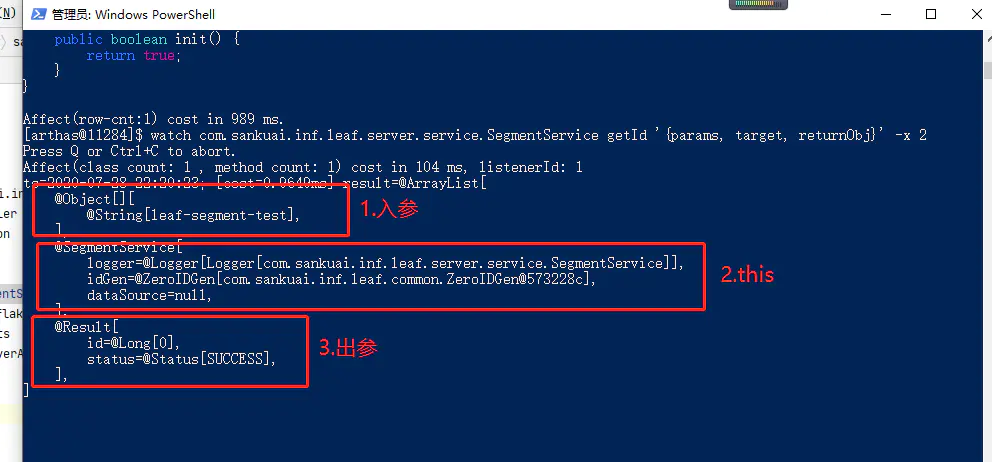 (N)
管理员: Windows PowerShell
public boolean init() {
return true;
}
}
Affect(row-cnt:1) cost in 989 ms.
[arthas@11284]$ watch com.sankuai.inf.leaf.server.service.SegmentService getId '{params, target, returnObj}' -x 2
Press Q or Ctrl+C to abort.
Affect(class count: 1 , method count: 1) cost in 104 ms, listenerId: 1
ts=2020-07-28 22:20:23; [cost=0.9649ms] result=@ArrayList[
@Object[][
@String[leaf-segment-test],
],
1.入参
@SegmentService[
logger=@Logger[Logger[com.sankuai.inf.leaf.server.service.SegmentService]],
idGen=@ZeroIDGen[com.sankuai.inf.leaf.common.ZeroIDGen@573228c],
dataSource=null,
],
2.this
@Result[
id=@Long[0],
status=@Status[SUCCESS],
],
3.出参
]